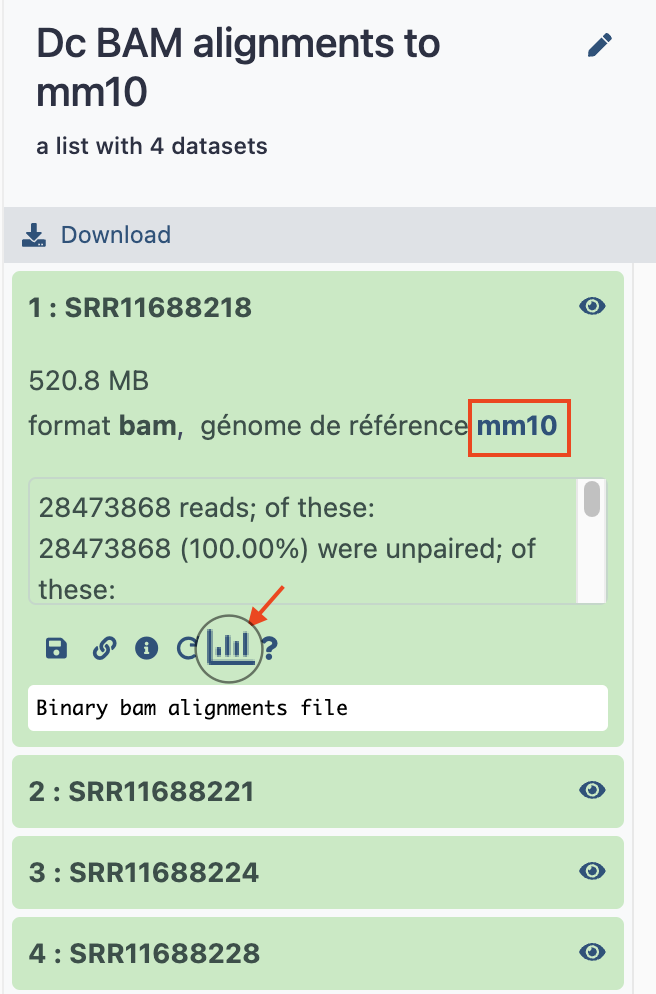 Dc BAM alignments to
mm10
a list with 4 datasets
Download
1 : SRR11688218
520.8 MB
format bam, génome de référence mm10
28473868 reads; of these:
28473868 (100.00%) were unpaired; of
these:
?
Binary bam alignments file
2 : SRR11688221
3 : SRR11688224
4 : SRR11688228